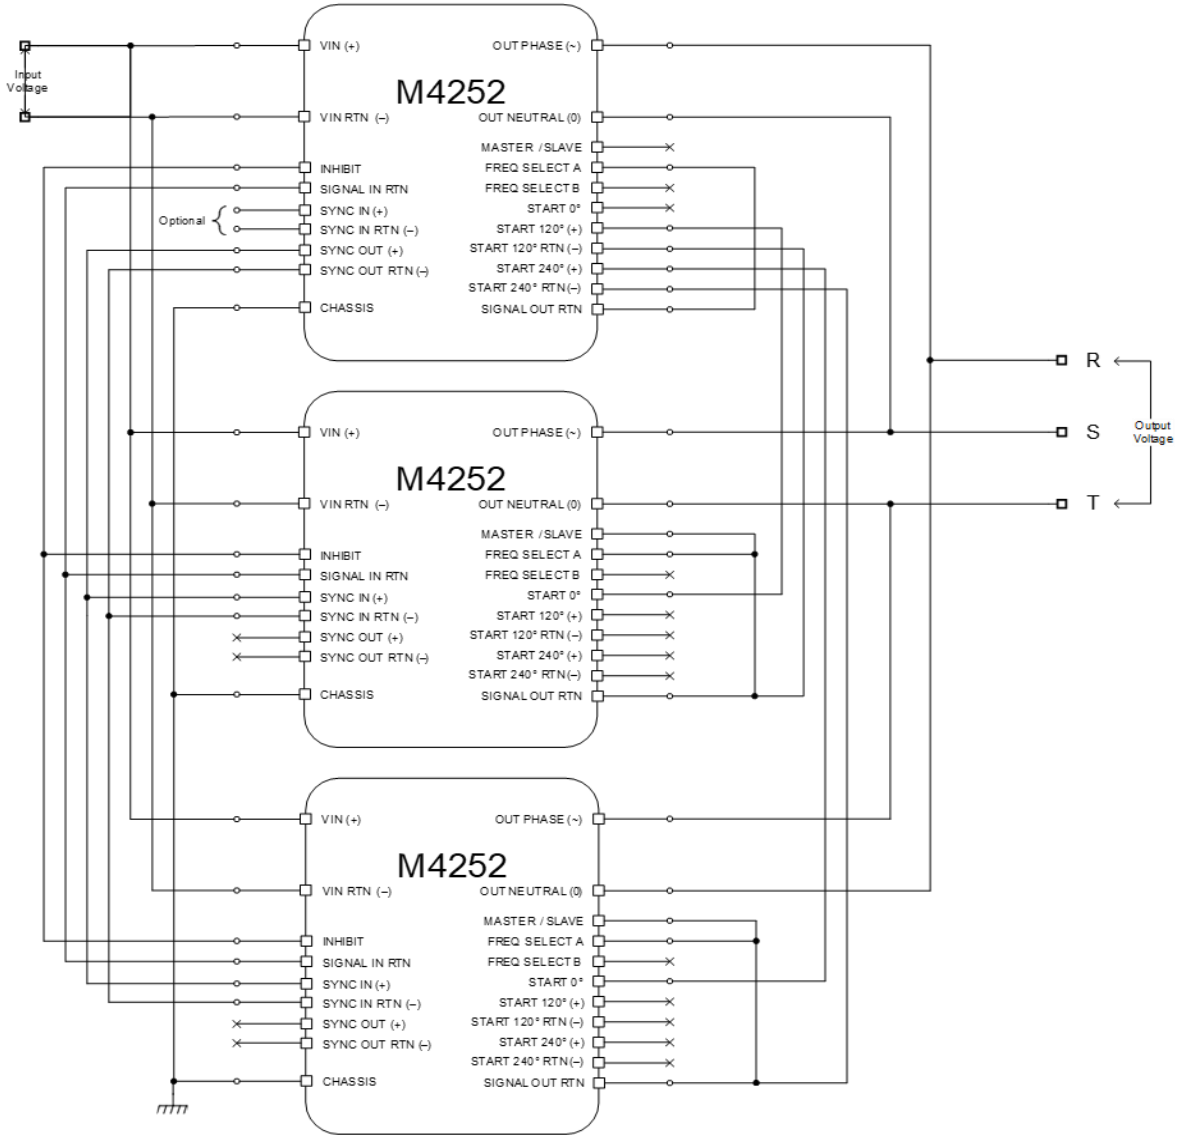 Input
Voltage
VIN (+)
OUT PHASE (~)
M4252
VIN RTN (–)
OUT NEUTRAL (0)
MASTER / SLAVE
INHIBIT
FREQ SELECT A
SIGNAL IN RTN
FREQ SELECT B
Optional
SYNC IN (+)
START 0°
SYNC IN RTN (–)
START 120° (+)
SYNC OUT (+)
START 120° RTN (–)
SYNC OUT RTN (–)
START 240° (+)
START 240° RTN (–)
CHASSIS
SIGNAL OUT RTN
R
Output
Voltage
S
T
VIN (+)
OUT PHASE (~)
M4252
VIN RTN (–)
OUT NEUTRAL (0)
MASTER / SLAVE
INHIBIT
FREQ SELECT A
SIGNAL IN RTN
FREQ SELECT B
SYNC IN (+)
START 0°
SYNC IN RTN (–)
START 120° (+)
SYNC OUT (+)
START 120° RTN (–)
SYNC OUT RTN (–)
START 240° (+)
START 240° RTN (–)
CHASSIS
SIGNAL OUT RTN
VIN (+)
OUT PHASE (~)
M4252
VIN RTN (–)
OUT NEUTRAL (0)
MASTER / SLAVE
INHIBIT
FREQ SELECT A
SIGNAL IN RTN
FREQ SELECT B
SYNC IN (+)
START 0°
SYNC IN RTN (–)
START 120° (+)
SYNC OUT (+)
START 120° RTN (–)
SYNC OUT RTN (–)
START 240° (+)
START 240° RTN (–)
CHASSIS
SIGNAL OUT RTN